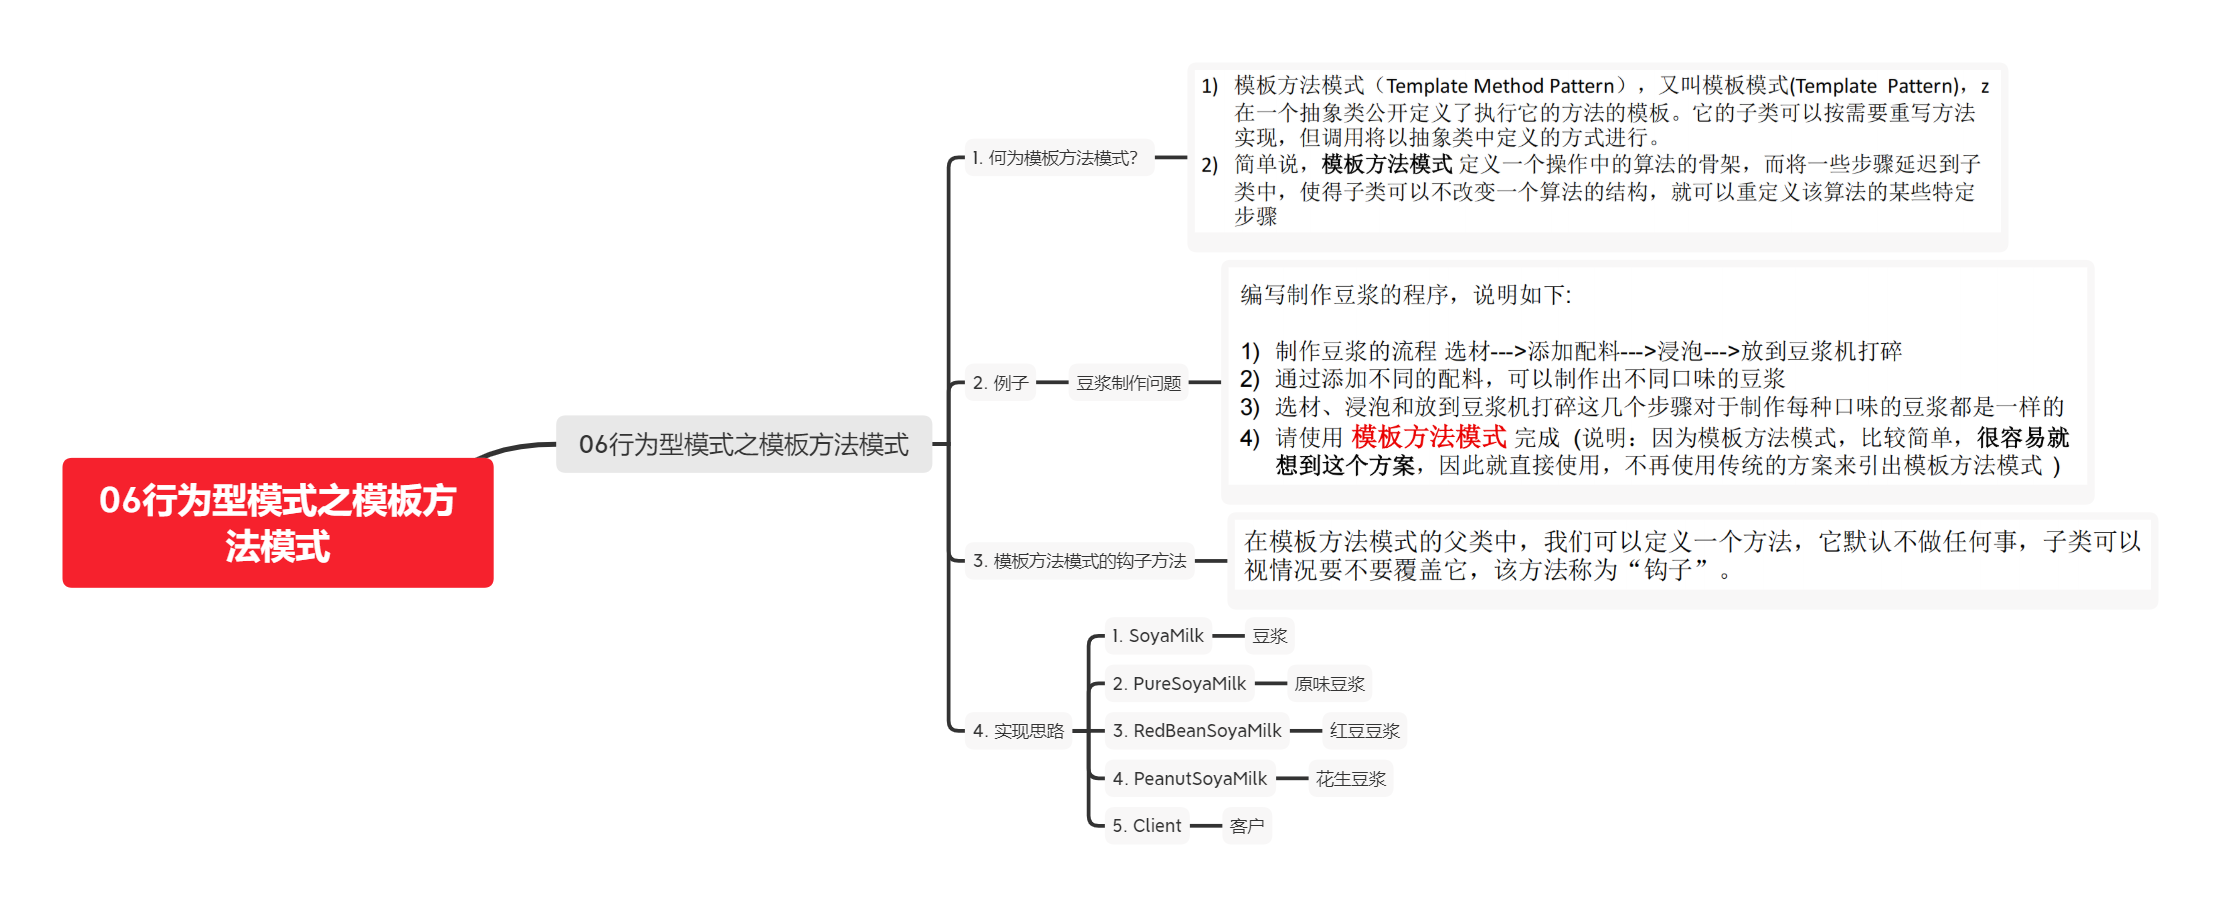 06行为型模式之模板方
法模式
06行为型模式之模板方法模式
1. 何为模板方法模式?
1) 模板方法模式（Template Method Pattern），又叫模板模式(Template Pattern)，z
在一个抽象类公开定义了执行它的方法的模板。它的子类可以按需要重写方法
实现，但调用将以抽象类中定义的方式进行。
2) 简单说，模板方法模式 定义一个操作中的算法的骨架，而将一些步骤延迟到子
类中，使得子类可以不改变一个算法的结构，就可以重定义该算法的某些特定
步骤
2. 例子
豆浆制作问题
编写制作豆浆的程序，说明如下:
1) 制作豆浆的流程 选材--->添加配料--->浸泡--->放到豆浆机打碎
2) 通过添加不同的配料，可以制作出不同口味的豆浆
3) 选材、浸泡和放到豆浆机打碎这几个步骤对于制作每种口味的豆浆都是一样的
4) 请使用 模板方法模式 完成 (说明：因为模板方法模式，比较简单，很容易就
想到这个方案，因此就直接使用，不再使用传统的方案来引出模板方法模式 )
3. 模板方法模式的钩子方法
在模板方法模式的父类中，我们可以定义一个方法，它默认不做任何事，子类可以
视情况要不要覆盖它，该方法称为“钩子”。
4. 实现思路
1. SoyaMilk
豆浆
2. PureSoyaMilk
原味豆浆
3. RedBeanSoyaMilk
红豆豆浆
4. PeanutSoyaMilk
花生豆浆
5. Client
客户